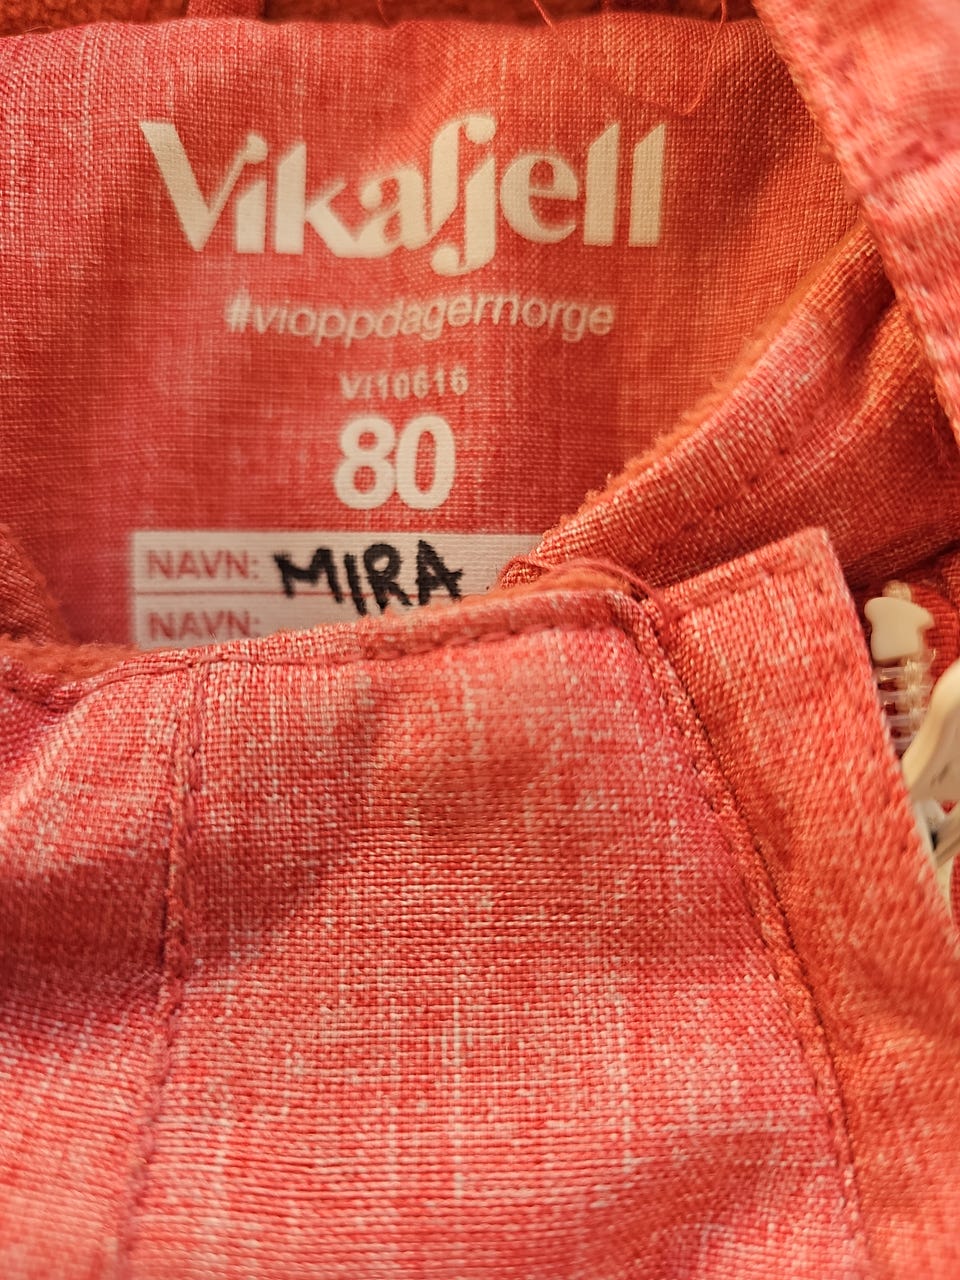 Vikafjell
#vioppdagernorge
VI10616
80
NAVN: MIRA
NAVN: